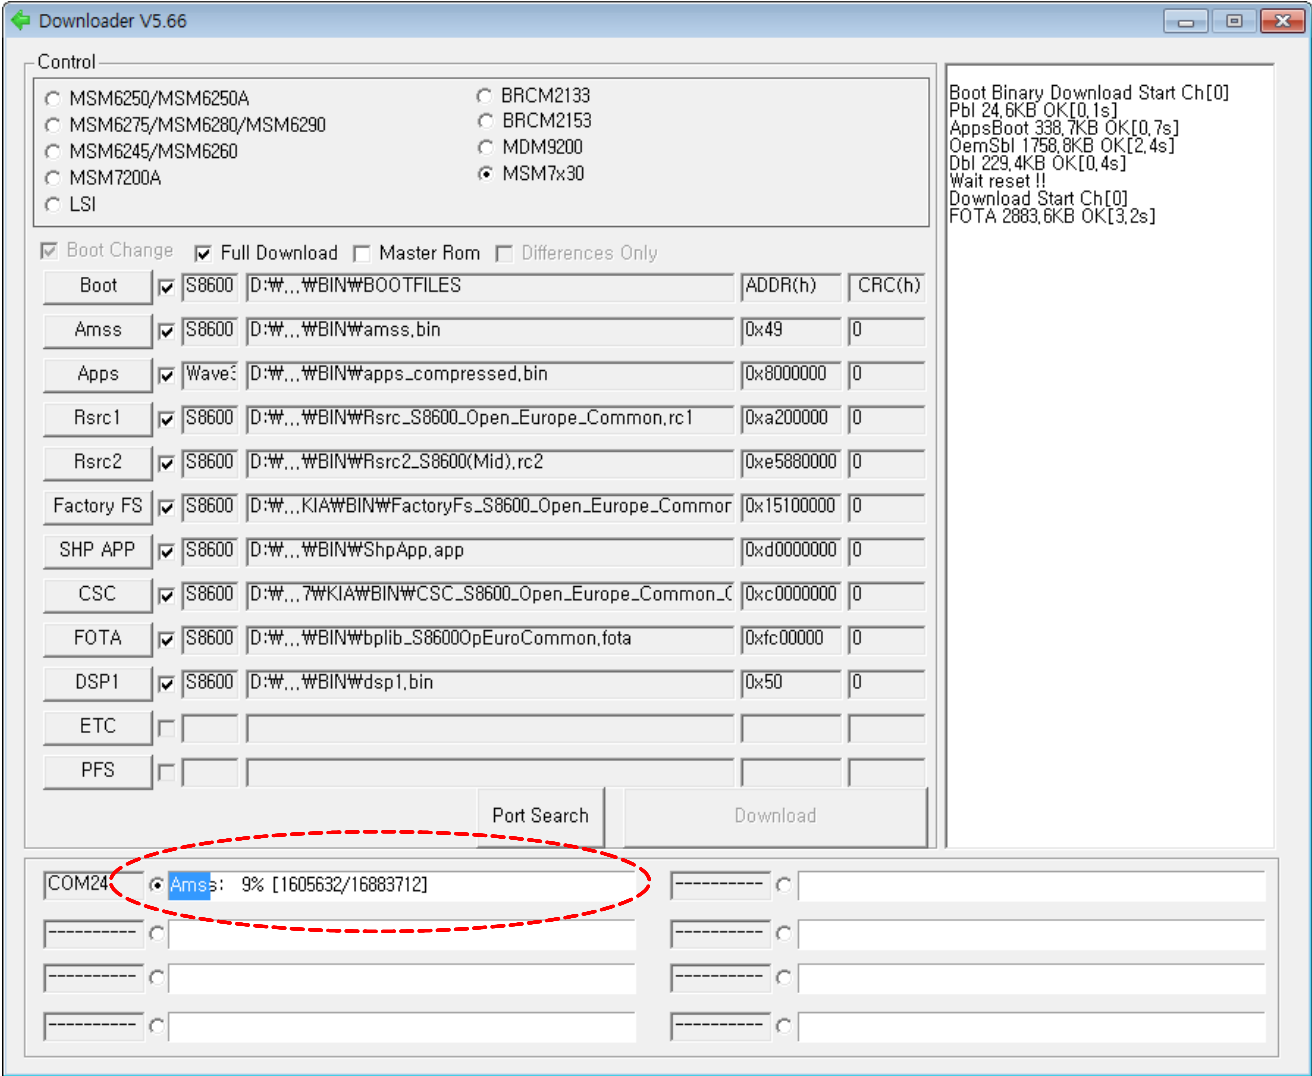 Downloader V5.66
Control
MSM6250/MSM6250A
MSM6275/MSM6280/MSM6290
MSM6245/MSM6260
MSM7200A
LSI
BRCM2133
BRCM2153
MDM9200
MSM7x30
Boot Change Full Download Master Rom Differences Only
Boot S8600 D:₩...₩BIN₩BOOTFILES ADDR(h) CRC(h)
Amss S8600 D:₩...₩BIN₩amss.bin 0x49 0
Apps Wave3 D:₩...₩BIN₩apps_compressed.bin 0x8000000 0
Rsrc1 S8600 D:₩...₩BIN₩Rsrc_S8600_Open_Europe_Common.rc1 0xa200000 0
Rsrc2 S8600 D:₩...₩BIN₩Rsrc2_S8600(Mid).rc2 0xe5880000 0
Factory FS S8600 D:₩...KIA₩BIN₩FactoryFs_S8600_Open_Europe_Common 0x15100000 0
SHP APP S8600 D:₩...₩BIN₩ShpApp.app 0xd0000000 0
CSC S8600 D:₩...7₩KIA₩BIN₩CSC_S8600_Open_Europe_Common_ 0xc0000000 0
FOTA S8600 D:₩...₩BIN₩bplib_S8600OpEuroCommon.fota 0xfc00000 0
DSP1 S8600 D:₩...₩BIN₩dsp1.bin 0x50 0
ETC
PFS
Port Search Download
Boot Binary Download Start Ch[0]
Pbl 24.6KB OK[0.1s]
AppsBoot 338.7KB OK[0.7s]
OemSbl 1758.8KB OK[2.4s]
Dbl 229.4KB OK[0.4s]
Wait reset !!
Download Start Ch[0]
FOTA 2883.6KB OK[3.2s]
COM24 Amss: 9% [1605632/16883712] ----------
---------- ----------
---------- ----------
---------- ----------